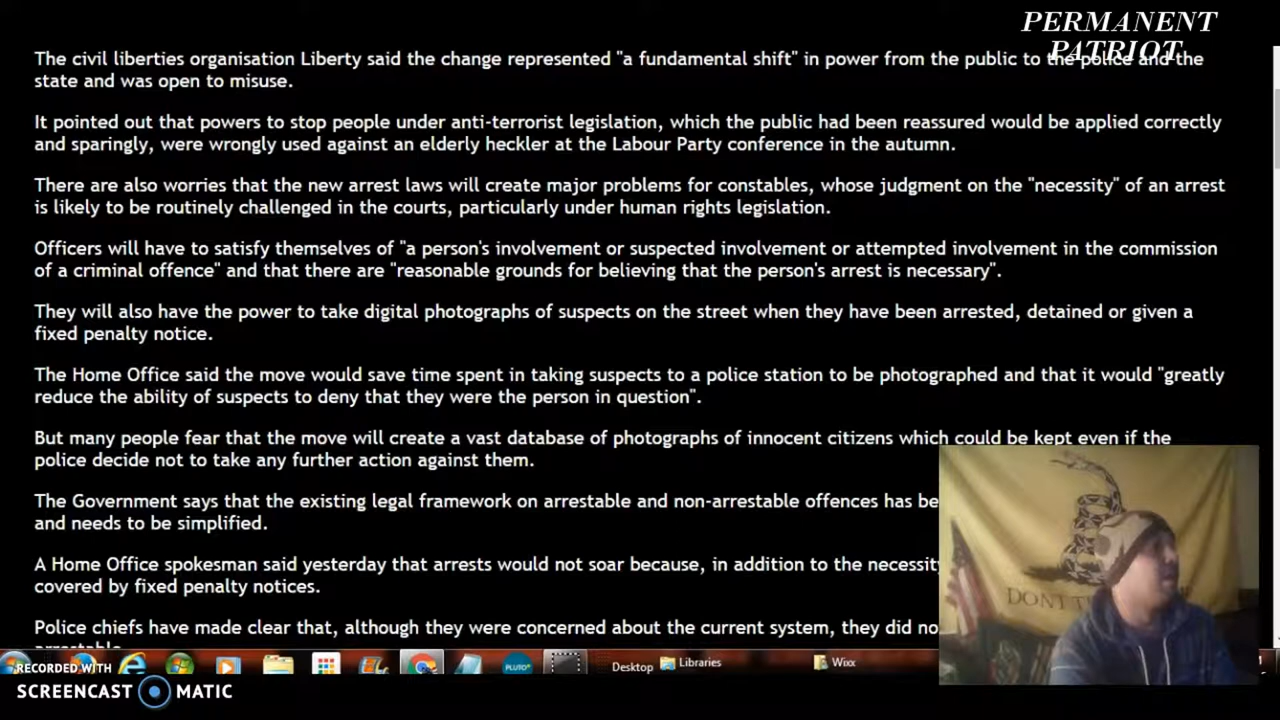 PERMANENT
PATRIOT
The civil liberties organisation Liberty said the change represented "a fundamental shift" in power from the public to the police and the
state and was open to misuse.
It pointed out that powers to stop people under anti-terrorist legislation, which the public had been reassured would be applied correctly
and sparingly, were wrongly used against an elderly heckler at the Labour Party conference in the autumn.
There are also worries that the new arrest laws will create major problems for constables, whose judgment on the "necessity" of an arrest
is likely to be routinely challenged in the courts, particularly under human rights legislation.
Officers will have to satisfy themselves of "a person's involvement or suspected involvement or attempted involvement in the commission
of a criminal offence" and that there are "reasonable grounds for believing that the person's arrest is necessary".
They will also have the power to take digital photographs of suspects on the street when they have been arrested, detained or given a
fixed penalty notice.
The Home Office said the move would save time spent in taking suspects to a police station to be photographed and that it would "greatly
reduce the ability of suspects to deny that they were the person in question".
But many people fear that the move will create a vast database of photographs of innocent citizens which could be kept even if the
police decide not to take any further action against them.
The Government says that the existing legal framework on arrestable and non-arrestable offences has be
and needs to be simplified.
A Home Office spokesman said yesterday that arrests would not soar because, in addition to the necessity
covered by fixed penalty notices.
Police chiefs have made clear that, although they were concerned about the current system, they did no
DON'T
PLUTO
Desktop
Libraries
Wixx
RECORDED WITH
SCREENCAST MATIC